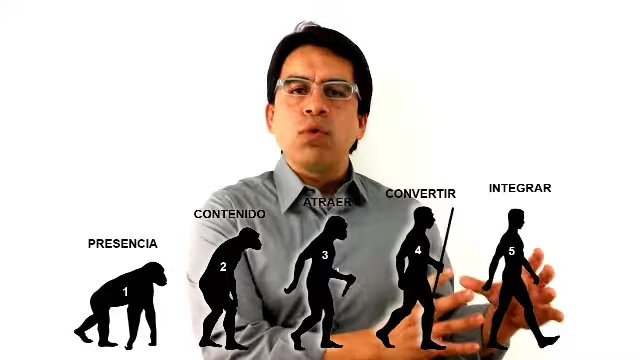 PRESENCIA
CONTENIDO
ATRAER
CONVERTIR
INTEGRAR
1
2
3
4
5